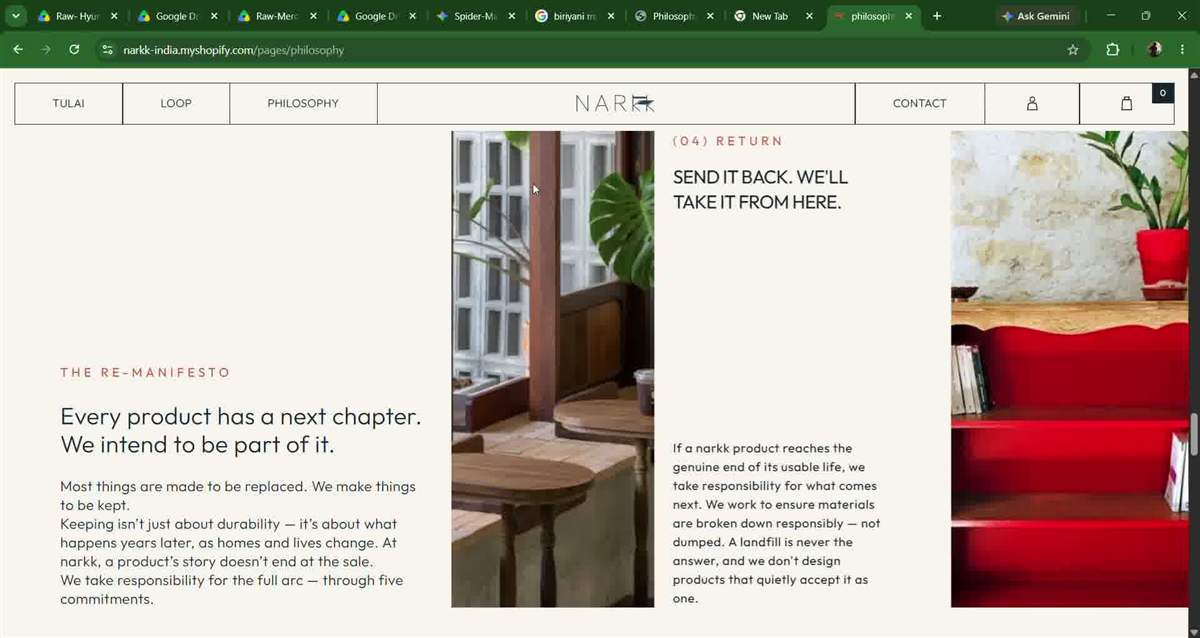 Raw- Hyun
Google Dr
Raw-Merc
Google Dr
Spider-Ma
biriyani m
Philosoph
New Tab
philosoph
Ask Gemini
narkk-india.myshopify.com/pages/philosophy
TULAI
LOOP
PHILOSOPHY
NARKK
CONTACT
0
THE RE-MANIFESTO
Every product has a next chapter.
We intend to be part of it.
Most things are made to be replaced. We make things
to be kept.
Keeping isn't just about durability — it's about what
happens years later, as homes and lives change. At
narkk, a product's story doesn't end at the sale.
We take responsibility for the full arc — through five
commitments.
(04) RETURN
SEND IT BACK. WE'LL
TAKE IT FROM HERE.
If a narkk product reaches the
genuine end of its usable life, we
take responsibility for what comes
next. We work to ensure materials
are broken down responsibly — not
dumped. A landfill is never the
answer, and we don't design
products that quietly accept it as
one.